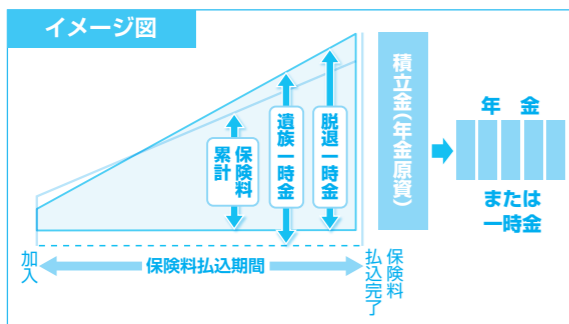 イメージ図
保険料
累計
遺族一時金
脱退一時金
積立金(年金原資)
年 金
または
一時金
加入
保険料払込期間
保険料
払込完了